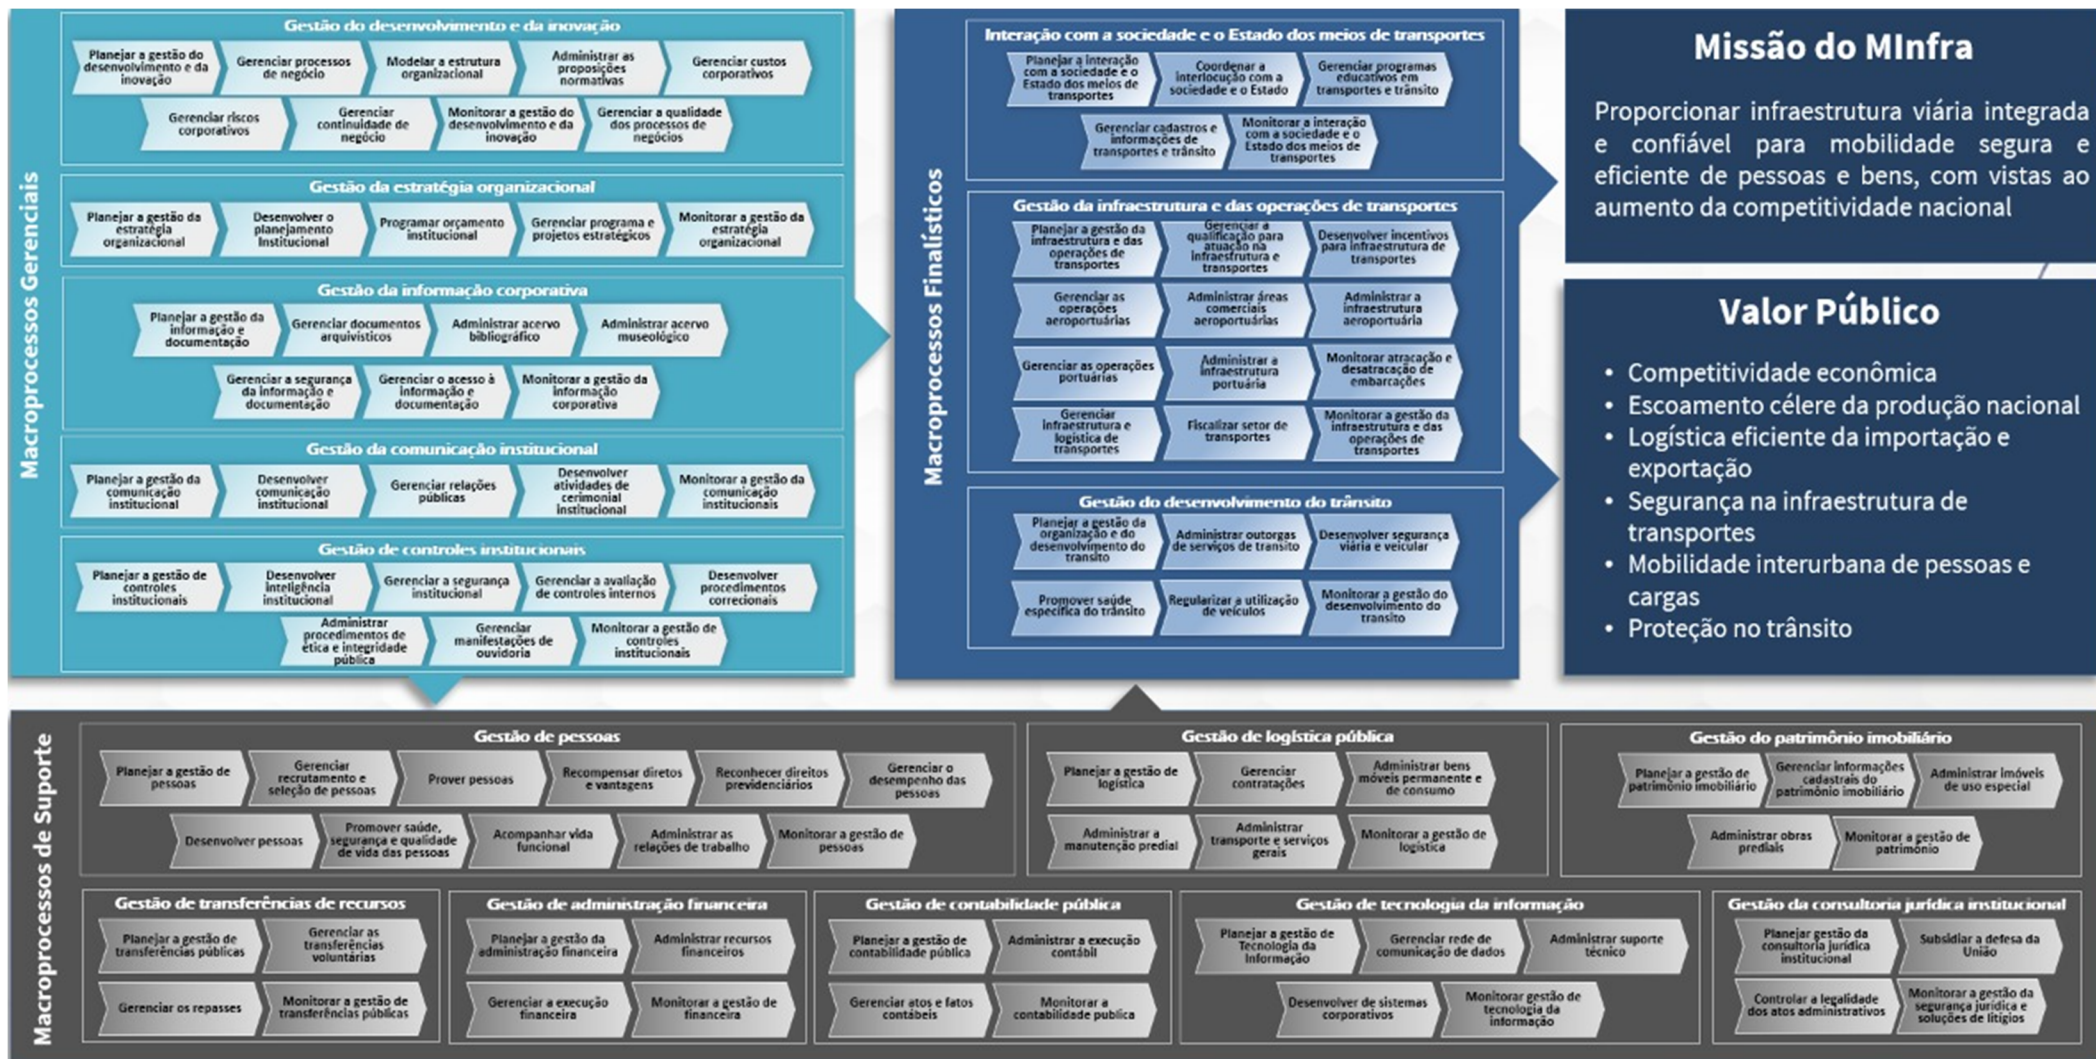 Macroprocessos Gerenciais
Gestão do desenvolvimento e da inovação
Planejar a gestão do
desenvolvimento e da
inovação
Gerenciar processos
de negócio
Modelar a estrutura
organizacional
Administrar as
proposições
normativas
Gerenciar custos
corporativos
Gerenciar riscos
corporativos
Gerenciar
continuidade de
negócio
Monitorar a gestão do
desenvolvimento e da
inovação
Gerenciar a qualidade
dos processos de
negócios
Gestão da estratégia organizacional
Planejar a gestão da
estratégia
organizacional
Desenvolver o
planejamento
Institucional
Programar orçamento
institucional
Gerenciar programa e
projetos estratégicos
Monitorar a gestão da
estratégia
organizacional
Gestão da informação corporativa
Planejar a gestão da
informação e
documentação
Gerenciar documentos
arquivísticos
Administrar acervo
bibliográfico
Administrar acervo
museológico
Gerenciar a segurança
da informação e
documentação
Gerenciar o acesso à
informação e
documentação
Monitorar a gestão da
informação
corporativa
Gestão da comunicação institucional
Planejar a gestão da
comunicação
institucional
Desenvolver
comunicação
institucional
Gerenciar relações
públicas
Desenvolver
atividades de
cerimonial
institucional
Monitorar a gestão da
comunicação
institucionais
Gestão de controles institucionais
Planejar a gestão de
controles
institucionais
Desenvolver
inteligência
institucional
Gerenciar a segurança
institucional
Gerenciar a avaliação
de controles internos
Desenvolver
procedimentos
correcionais
Administrar
procedimentos de
ética e integridade
pública
Gerenciar
manifestações de
ouvidoria
Monitorar a gestão de
controles
institucionais
Macroprocessos Finalísticos
Interação com a sociedade e o Estado dos meios de transportes
Planejar a interação
com a sociedade e o
Estado dos meios de
transportes
Coordenar a
interlocução com a
sociedade e o Estado
Gerenciar programas
educativos em
transportes e trânsito
Gerenciar cadastros e
informações de
transportes e trânsito
Monitorar a interação
com a sociedade e o
Estado dos meios de
transportes
Gestão da infraestrutura e das operações de transportes
Planejar a gestão da
infraestrutura e das
operações de
transportes
Gerenciar a
qualificação para
atuação na
infraestrutura e
transportes
Desenvolver incentivos
para infraestrutura de
transportes
Gerenciar as
operações
aeroportuárias
Administrar áreas
comerciais
aeroportuárias
Administrar a
infraestrutura
aeroportuária
Gerenciar as operações
portuárias
Administrar a
infraestrutura
portuária
Monitorar atracação e
desatracação de
embarcações
Gerenciar
infraestrutura e
logística de
transportes
Fiscalizar setor de
transportes
Monitorar a gestão da
infraestrutura e das
operações de
transportes
Gestão do desenvolvimento do trânsito
Planejar a gestão da
organização e do
desenvolvimento do
transito
Administrar outorgas
de serviços de transito
Desenvolver segurança
viária e veicular
Promover saúde
específica do trânsito
Regularizar a utilização
de veículos
Monitorar a gestão do
desenvolvimento do
transito
Missão do MInfra
Proporcionar infraestrutura viária integrada
e confiável para mobilidade segura e
eficiente de pessoas e bens, com vistas ao
aumento da competitividade nacional
Valor Público
• Competitividade econômica
• Escoamento célere da produção nacional
• Logística eficiente da importação e
exportação
• Segurança na infraestrutura de
transportes
• Mobilidade interurbana de pessoas e
cargas
• Proteção no trânsito
Macroprocessos de Suporte
Gestão de pessoas
Planejar a gestão de
pessoas
Gerenciar
recrutamento e
seleção de pessoas
Prover pessoas
Recompensar diretos
e vantagens
Reconhecer direitos
previdenciários
Gerenciar o
desempenho das
pessoas
Desenvolver pessoas
Promover saúde,
segurança e qualidade
de vida das pessoas
Acompanhar vida
funcional
Administrar as
relações de trabalho
Monitorar a gestão de
pessoas
Gestão de logística pública
Planejar a gestão de
logística
Gerenciar
contratações
Administrar bens
móveis permanente e
de consumo
Administrar a
manutenção predial
Administrar
transporte e serviços
gerais
Monitorar a gestão de
logística
Gestão do patrimônio imobiliário
Planejar a gestão de
patrimônio imobiliário
Gerenciar informações
cadastrais do
patrimônio imobiliário
Administrar imóveis
de uso especial
Administrar obras
prediais
Monitorar a gestão de
patrimônio
Gestão de transferências de recursos
Planejar a gestão de
transferências públicas
Gerenciar as
transferências
voluntárias
Gerenciar os repasses
Monitorar a gestão de
transferências públicas
Gestão de administração financeira
Planejar a gestão da
administração financeira
Administrar recursos
financeiros
Gerenciar a execução
financeira
Monitorar a gestão de
financeira
Gestão de contabilidade pública
Planejar a gestão de
contabilidade pública
Administrar a execução
contábil
Gerenciar atos e fatos
contábeis
Monitorar a
contabilidade publica
Gestão de tecnologia da informação
Planejar a gestão de
Tecnologia da
Informação
Gerenciar rede de
comunicação de dados
Administrar suporte
técnico
Desenvolver de sistemas
corporativos
Monitorar gestão de
tecnologia da
informação
Gestão da consultoria jurídica institucional
Planejar gestão da
consultoria jurídica
institucional
Subsidiar a defesa da
União
Controlar a legalidade
dos atos administrativos
Monitorar a gestão da
segurança jurídica e
soluções de litígios